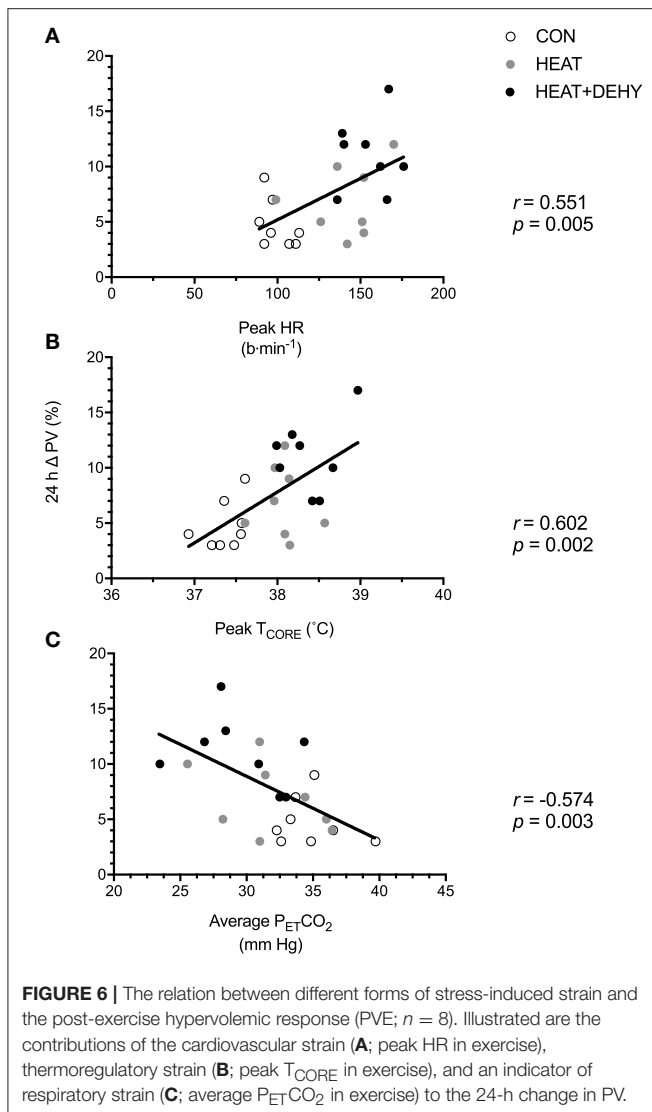 A
CON
HEAT
HEAT+DEHY
20
15
10
5
0
0 50 100 150 200
r = 0.551
p = 0.005
Peak HR
(b·min⁻¹)
B
20
15
10
5
0
36 37 38 39 40
24 h Δ PV (%)
r = 0.602
p = 0.002
Peak T_CORE (˚C)
C
20
15
10
5
0
20 25 30 35 40 45
r = -0.574
p = 0.003
Average P_ETCO₂
(mm Hg)
FIGURE 6 | The relation between different forms of stress-induced strain and
the post-exercise hypervolemic response (PVE; n = 8). Illustrated are the
contributions of the cardiovascular strain (A; peak HR in exercise),
thermoregulatory strain (B; peak T_CORE in exercise), and an indicator of
respiratory strain (C; average P_ETCO₂ in exercise) to the 24-h change in PV.